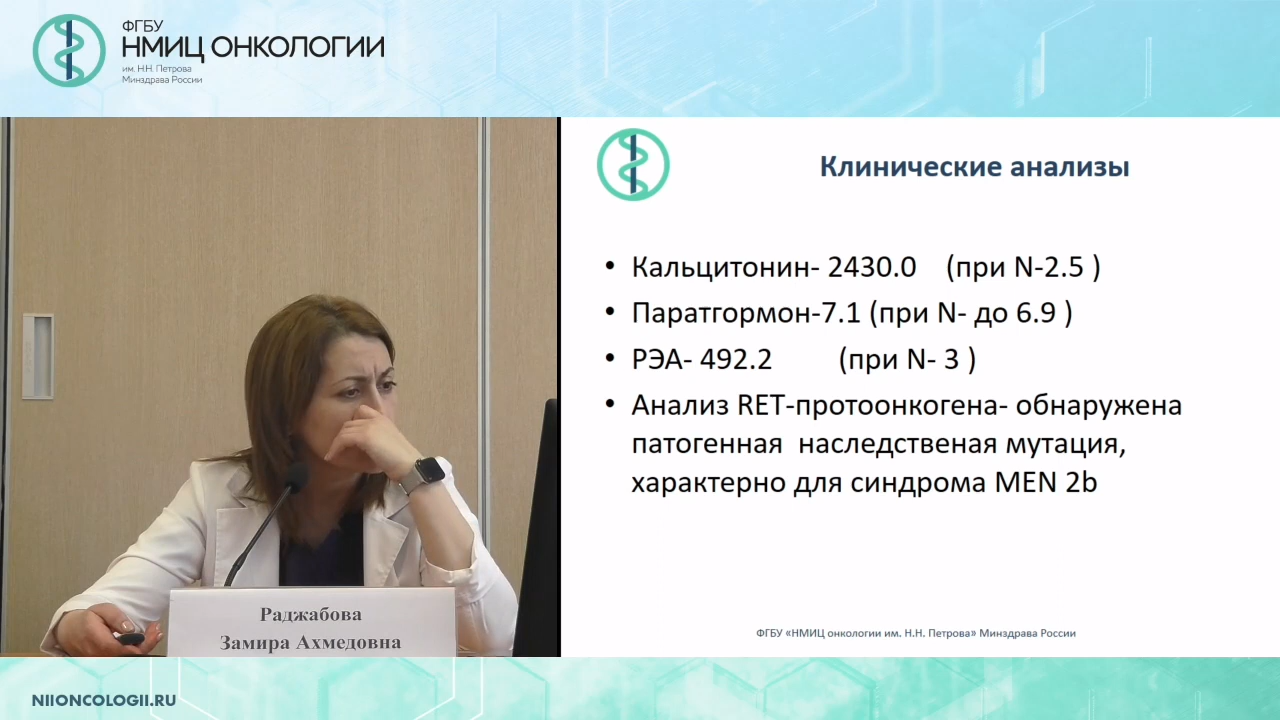 ФГБУ
НМИЦ ОНКОЛОГИИ
им. Н.Н. Петрова
Минздрава России
Клинические анализы
• Кальцитонин- 2430.0 (при N-2.5 )
• Паратгормон-7.1 (при N- до 6.9 )
• РЭА- 492.2 (при N- 3 )
• Анализ RET-протоонкогена- обнаружена
патогенная наследственая мутация,
характерно для синдрома MEN 2b
Раджабова
Замира Ахмедовна
ФГБУ «НМИЦ онкологии им. Н.Н. Петрова» Минздрава России
NIIONCOLOGII.RU